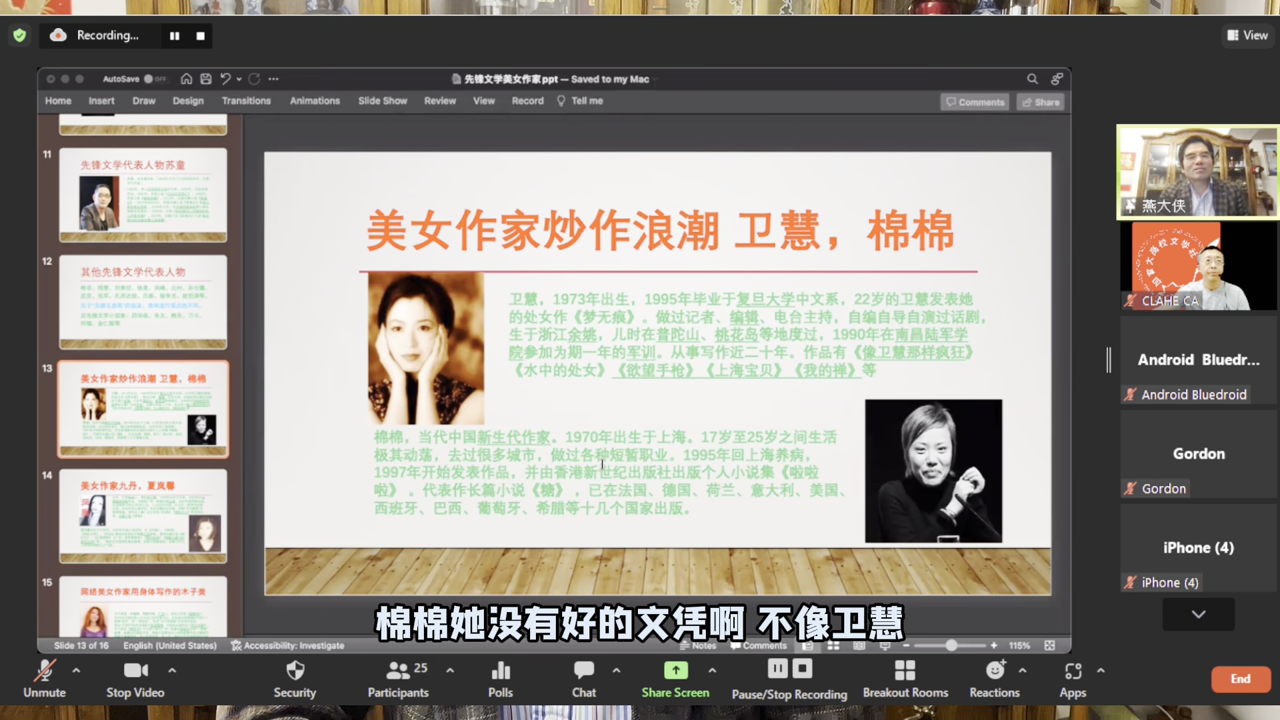 Recording...
View
AutoSave OFF
先锋文学美女作家ppt — Saved to my Mac
Home Insert Draw Design Transitions Animations Slide Show Review View Record Tell me
Comments Share
11
先锋文学代表人物苏童
12
其他先锋文学代表人物
13
美女作家炒作浪潮 卫慧，棉棉
14
美女作家九丹，夏岚馨
15
网络美女作家用身体写作的木子美
美女作家炒作浪潮 卫慧，棉棉
卫慧，1973年出生，1995年毕业于复旦大学中文系，22岁的卫慧发表她
的处女作《梦无痕》。做过记者、编辑、电台主持，自编自导自演过话剧，
生于浙江余姚，儿时在普陀山、桃花岛等地度过，1990年在南昌陆军学
院参加为期一年的军训。从事写作近二十年。作品有《像卫慧那样疯狂》
《水中的处女》《欲望手枪》《上海宝贝》《我的禅》等
棉棉，当代中国新生代作家。1970年出生于上海。17岁至25岁之间生活
极其动荡，去过很多城市，做过各种短暂职业。1995年回上海养病，
1997年开始发表作品，并由香港新世纪出版社出版个人小说集《啦啦
啦》 。代表作长篇小说《糖》 ，已在法国、德国、荷兰、意大利、美国
西班牙、巴西、葡萄牙、希腊等十几个国家出版。
燕大侠
CLAHE CA
Android Bluedr...
Android Bluedroid
Gordon
Gordon
iPhone (4)
iPhone (4)
棉棉她没有好的文凭啊 不像卫慧
Slide 13 of 16 English (United States) Accessibility: Investigate Notes Comments 115%
Unmute Stop Video Security Participants 25 Polls Chat Share Screen Pause/Stop Recording Breakout Rooms Reactions Apps End